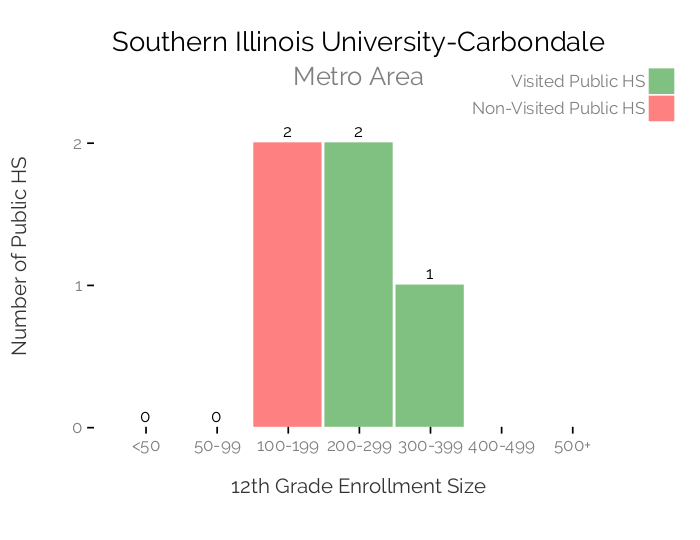 Southern Illinois University-Carbondale
Metro Area
Visited Public HS
Non-Visited Public HS
Number of Public HS
2
1
0
0
0
2
2
1
<50
50-99
100-199
200-299
300-399
400-499
500+
12th Grade Enrollment Size